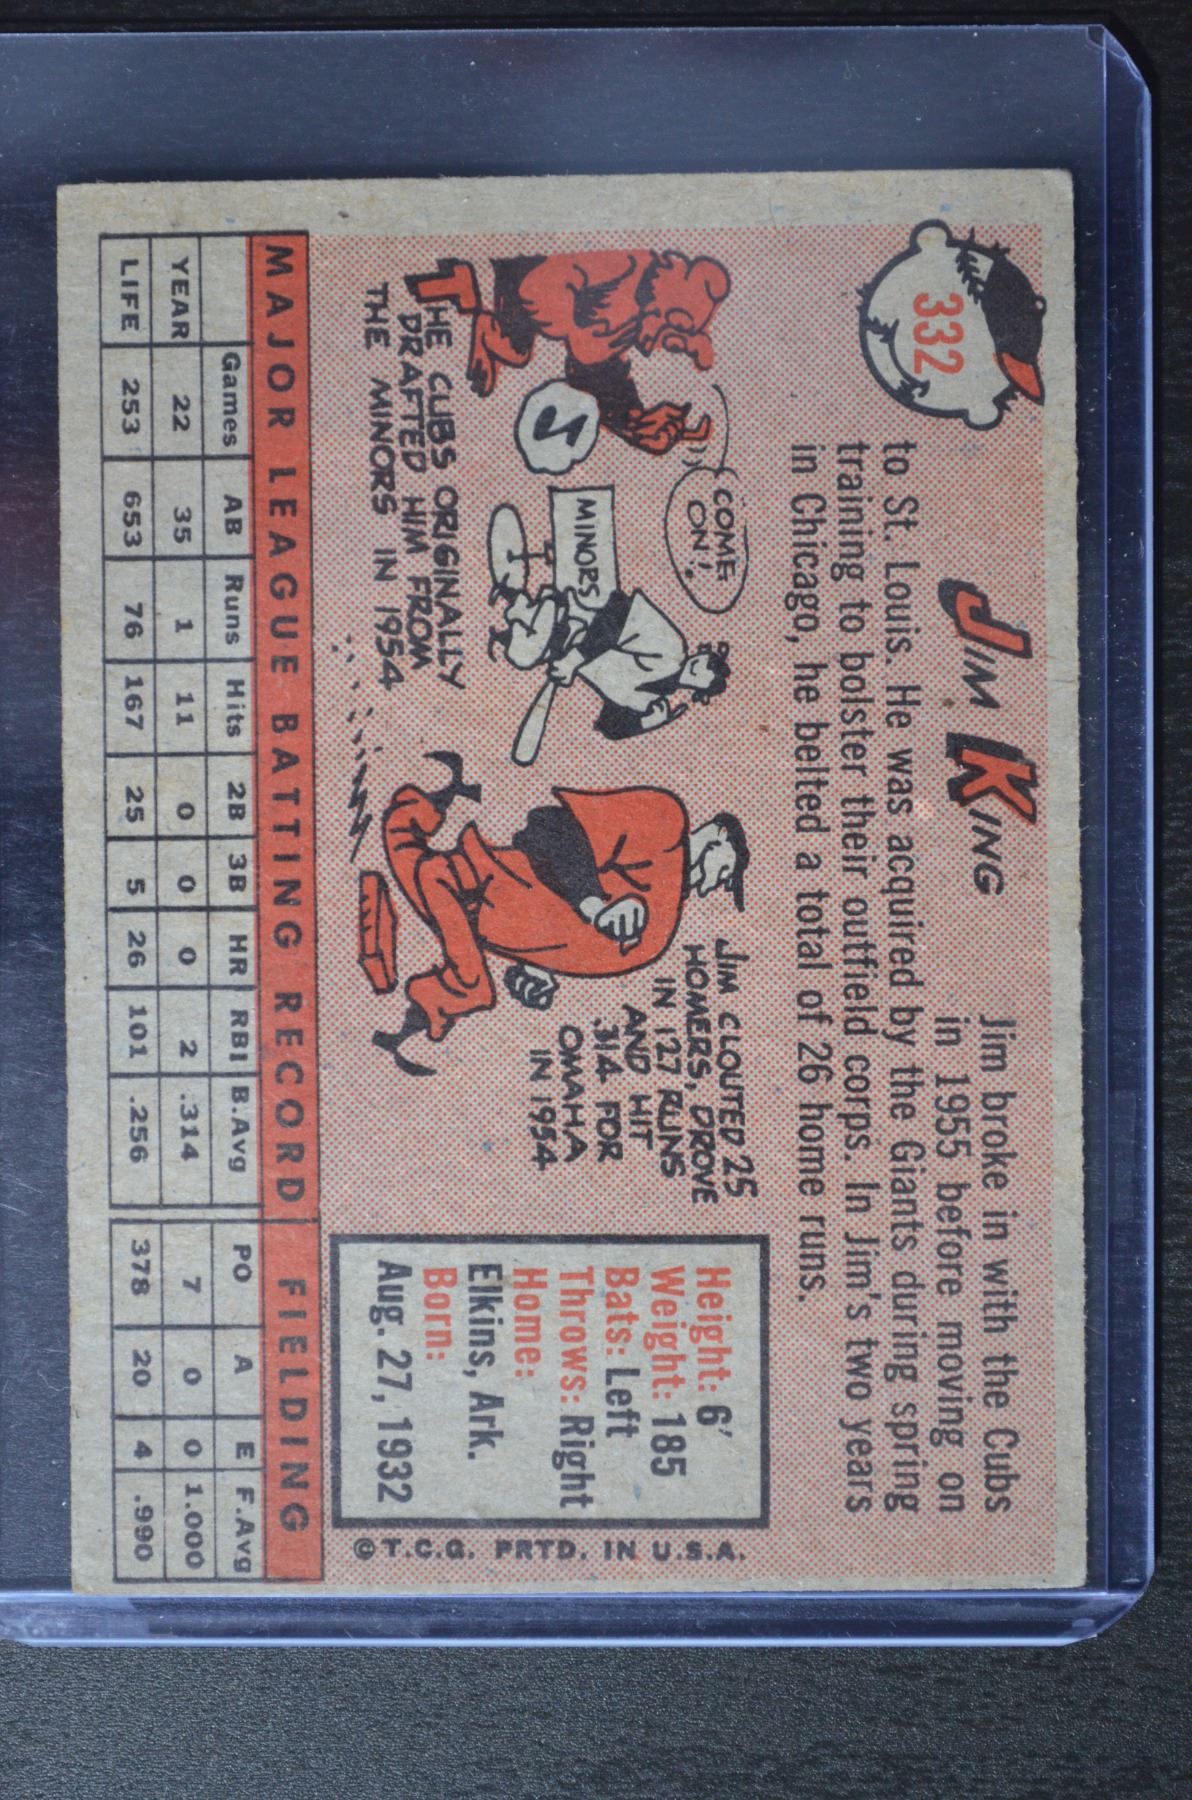 332
JIM KING
Jim broke in with the Cubs
in 1955 before moving on
to St. Louis. He was acquired by the Giants during spring
training to bolster their outfield corps. In Jim's two years
in Chicago, he belted a total of 26 home runs.
COME
ON!
MINORS
THE CUBS ORIGINALLY
DRAFTED HIM FROM
THE MINORS IN 1954
JIM CLOUTED 25
HOMERS, DROVE
IN 127 RUNS
AND HIT
.314 FOR
OMAHA
IN 1954
Height: 6'
Weight: 185
Bats: Left
Throws: Right
Home:
Elkins, Ark.
Born:
Aug. 27, 1932
©T.C.G. PRTD. IN U.S.A.
MAJOR LEAGUE BATTING RECORD FIELDING
Games AB Runs Hits 2B 3B HR RBI B.Avg PO A E F.Avg
YEAR 22 35 1 11 0 0 0 2 .314 7 0 0 1.000
LIFE 253 653 76 167 25 5 26 101 .256 378 20 4 .990